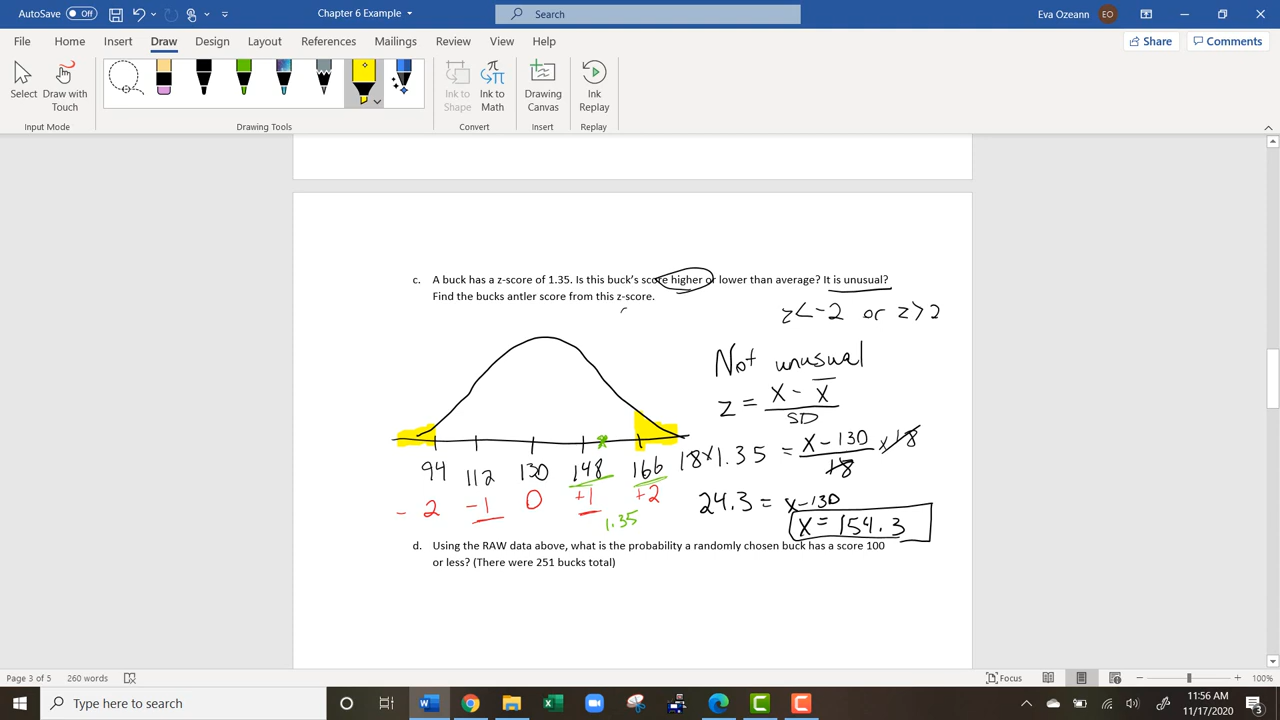 AutoSave Off Chapter 6 Example Search Eva Ozeann EO
File Home Insert Draw Design Layout References Mailings Review View Help Share Comments
Select Draw with Touch Ink to Shape Ink to Math Drawing Canvas Ink Replay
Input Mode Drawing Tools Convert Insert Replay
c. A buck has a z-score of 1.35. Is this buck's score higher or lower than average? It is unusual?
Find the bucks antler score from this z-score.
z<-2 or z>2
Not unusual
z = x - x̅ / SD
18×1.35 = x-130 / 18 ×18
24.3 = x-130
x = 154.3
94 112 130 148 166
-2 -1 0 +1 +2
1.35
d. Using the RAW data above, what is the probability a randomly chosen buck has a score 100
or less? (There were 251 bucks total)
Page 3 of 5 260 words Focus 100%
Type here to search 11:56 AM
11/17/2020